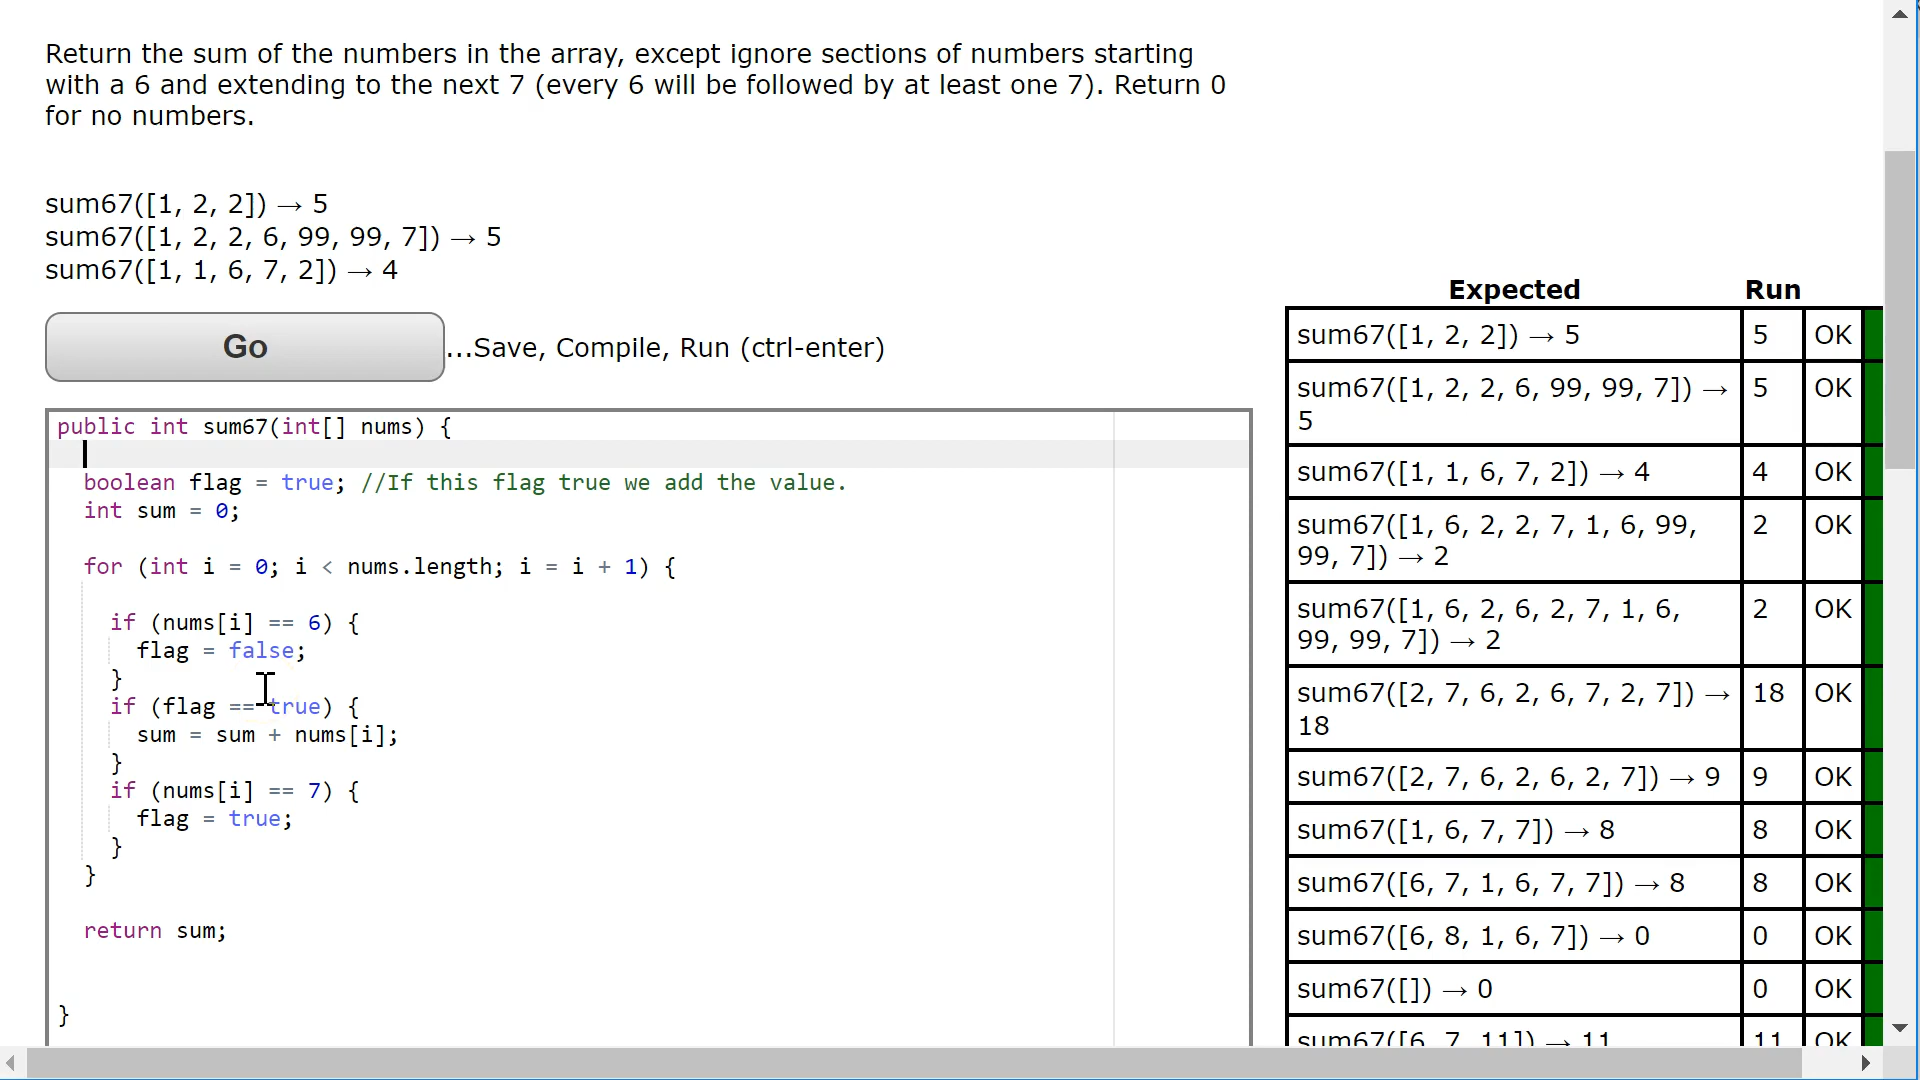 Return the sum of the numbers in the array, except ignore sections of numbers starting
with a 6 and extending to the next 7 (every 6 will be followed by at least one 7). Return 0
for no numbers.
sum67([1, 2, 2]) → 5
sum67([1, 2, 2, 6, 99, 99, 7]) → 5
sum67([1, 1, 6, 7, 2]) → 4
Go ...Save, Compile, Run (ctrl-enter)
public int sum67(int[] nums) {
boolean flag = true; //If this flag true we add the value.
int sum = 0;
for (int i = 0; i < nums.length; i = i + 1) {
if (nums[i] == 6) {
flag = false;
}
if (flag == true) {
sum = sum + nums[i];
}
if (nums[i] == 7) {
flag = true;
}
}
return sum;
}
Expected Run
sum67([1, 2, 2]) → 5 5 OK
sum67([1, 2, 2, 6, 99, 99, 7]) → 5 OK
5
sum67([1, 1, 6, 7, 2]) → 4 4 OK
sum67([1, 6, 2, 2, 7, 1, 6, 99, 2 OK
99, 7]) → 2
sum67([1, 6, 2, 6, 2, 7, 1, 6, 2 OK
99, 99, 7]) → 2
sum67([2, 7, 6, 2, 6, 7, 2, 7]) → 18 OK
18
sum67([2, 7, 6, 2, 6, 2, 7]) → 9 9 OK
sum67([1, 6, 7, 7]) → 8 8 OK
sum67([6, 7, 1, 6, 7, 7]) → 8 8 OK
sum67([6, 8, 1, 6, 7]) → 0 0 OK
sum67([]) → 0 0 OK
sum67([6, 7, 11]) → 11 11 OK